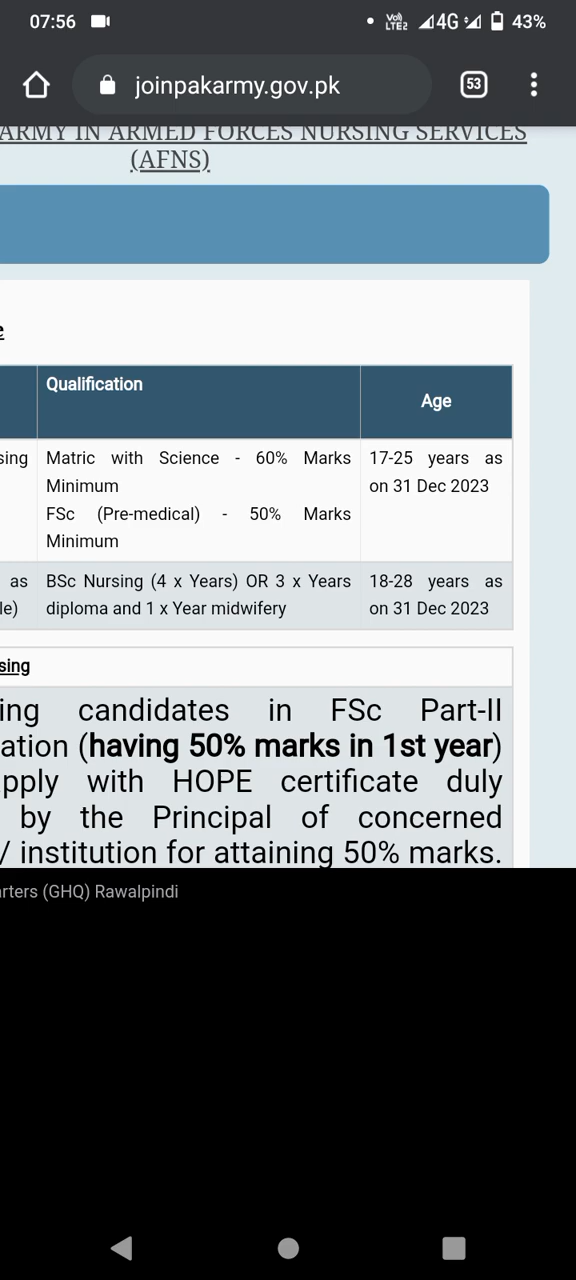 07:56
Vo) LTE2 4G 43%
joinpakarmy.gov.pk
53
ARMY IN ARMED FORCES NURSING SERVICES
(AFNS)
e
Qualification
Age
sing Matric with Science - 60% Marks 17-25 years as
Minimum on 31 Dec 2023
FSc (Pre-medical) - 50% Marks
Minimum
as BSc Nursing (4 x Years) OR 3 x Years 18-28 years as
le) diploma and 1 x Year midwifery on 31 Dec 2023
sing
ing candidates in FSc Part-II
ation (having 50% marks in 1st year)
pply with HOPE certificate duly
by the Principal of concerned
/ institution for attaining 50% marks.
rters (GHQ) Rawalpindi